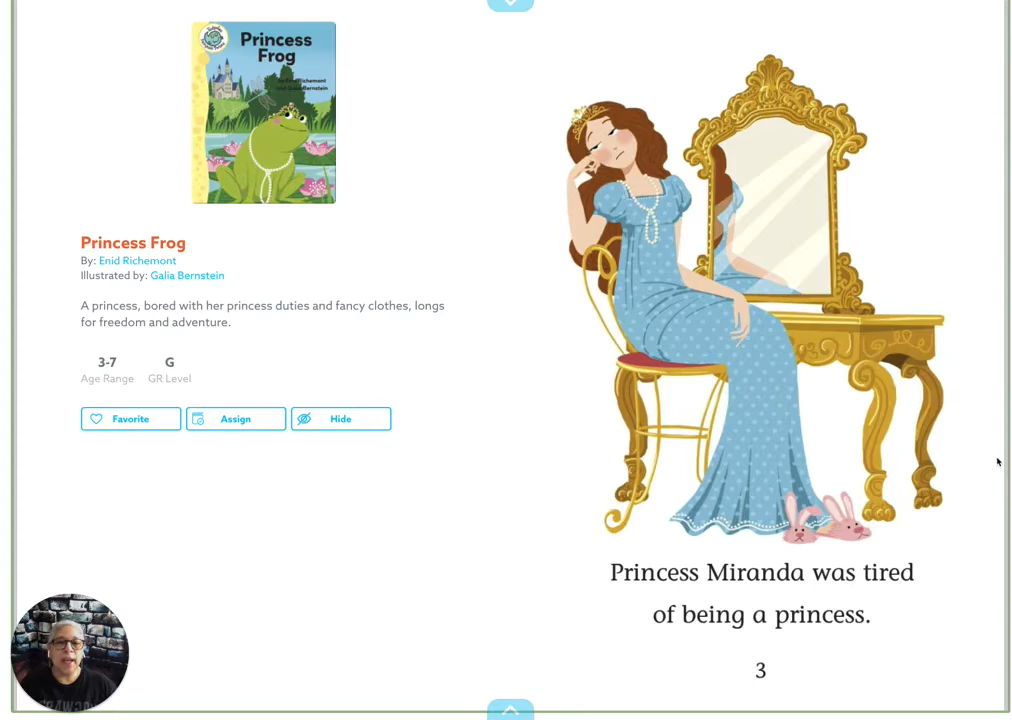 Princess
Frog
Richemont
Bernstein
Princess Frog
By: Enid Richemont
Illustrated by: Galia Bernstein
A princess, bored with her princess duties and fancy clothes, longs
for freedom and adventure.
3-7 G
Age Range GR Level
Favorite Assign Hide
Princess Miranda was tired
of being a princess.
3